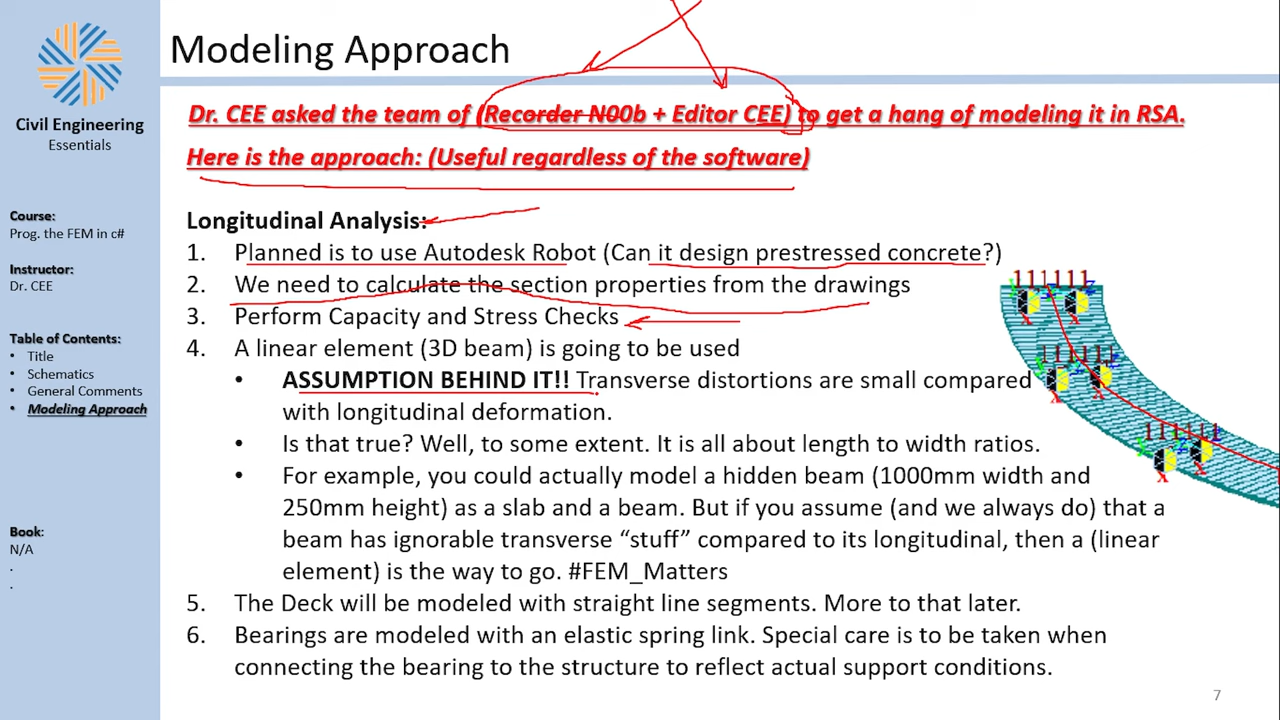 Modeling Approach
Civil Engineering
Essentials
Course:
Prog. the FEM in c#
Instructor:
Dr. CEE
Table of Contents:
• Title
• Schematics
• General Comments
• Modeling Approach
Book:
N/A
.
.
Dr. CEE asked the team of (Recorder N00b + Editor CEE) to get a hang of modeling it in RSA.
Here is the approach: (Useful regardless of the software)
Longitudinal Analysis:
1. Planned is to use Autodesk Robot (Can it design prestressed concrete?)
2. We need to calculate the section properties from the drawings
3. Perform Capacity and Stress Checks
4. A linear element (3D beam) is going to be used
• ASSUMPTION BEHIND IT!! Transverse distortions are small compared
with longitudinal deformation.
• Is that true? Well, to some extent. It is all about length to width ratios.
• For example, you could actually model a hidden beam (1000mm width and
250mm height) as a slab and a beam. But if you assume (and we always do) that a
beam has ignorable transverse “stuff” compared to its longitudinal, then a (linear
element) is the way to go. #FEM_Matters
5. The Deck will be modeled with straight line segments. More to that later.
6. Bearings are modeled with an elastic spring link. Special care is to be taken when
connecting the bearing to the structure to reflect actual support conditions.
7